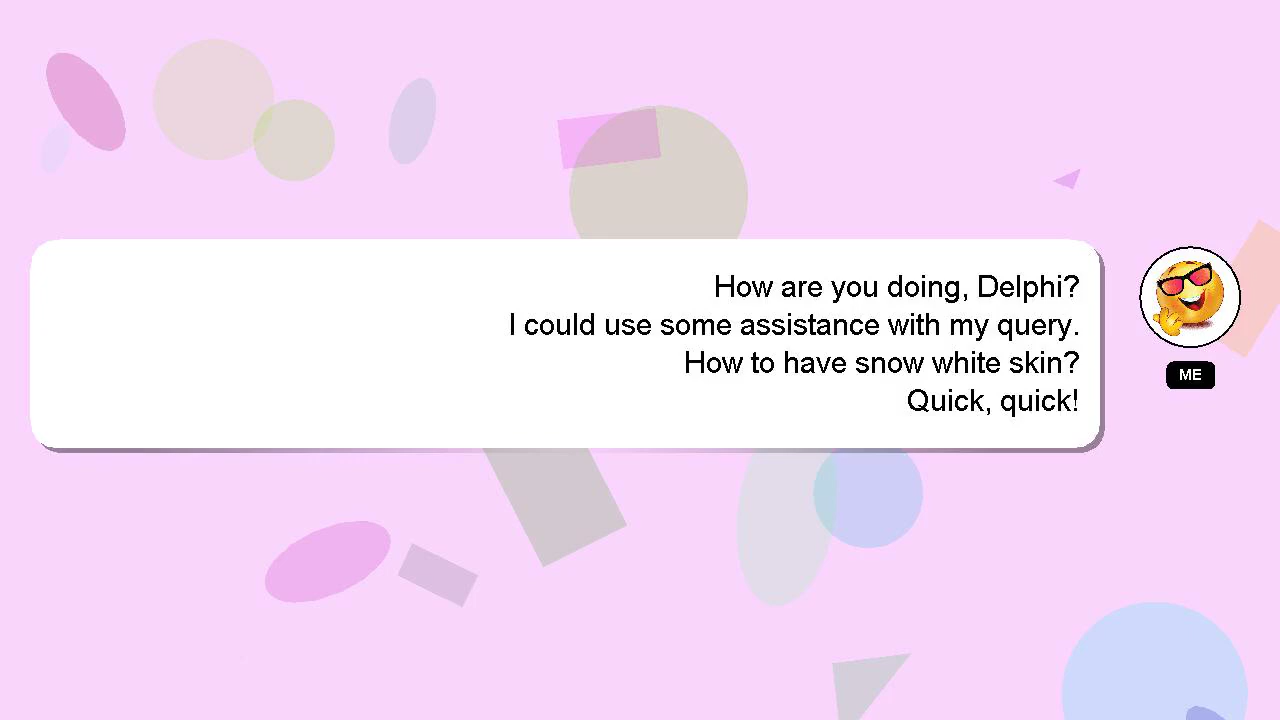 How are you doing, Delphi?
I could use some assistance with my query.
How to have snow white skin?
Quick, quick!
ME